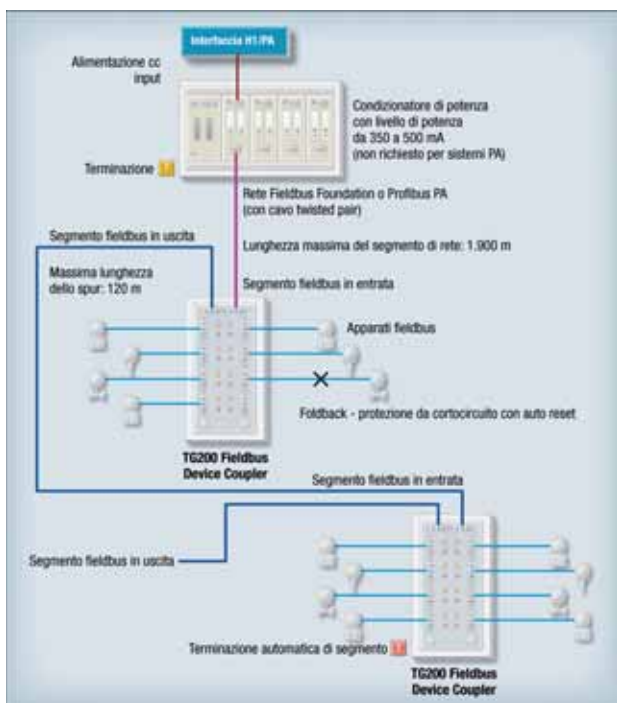 Interfaccia H1/PA
Alimentazione cc
input
Condizionatore di potenza
con livello di potenza
da 350 a 500 mA
(non richiesto per sistemi PA)
Terminazione
Rete Fieldbus Foundation o Profibus PA
(con cavo twisted pair)
Segmento fieldbus in uscita
Lunghezza massima del segmento di rete: 1.900 m
Massima lunghezza
dello spur: 120 m
Segmento fieldbus in entrata
Apparati fieldbus
Foldback - protezione da cortocircuito con auto reset
TG200 Fieldbus
Device Coupler
Segmento fieldbus in entrata
Segmento fieldbus in uscita
Terminazione automatica di segmento
TG200 Fieldbus
Device Coupler